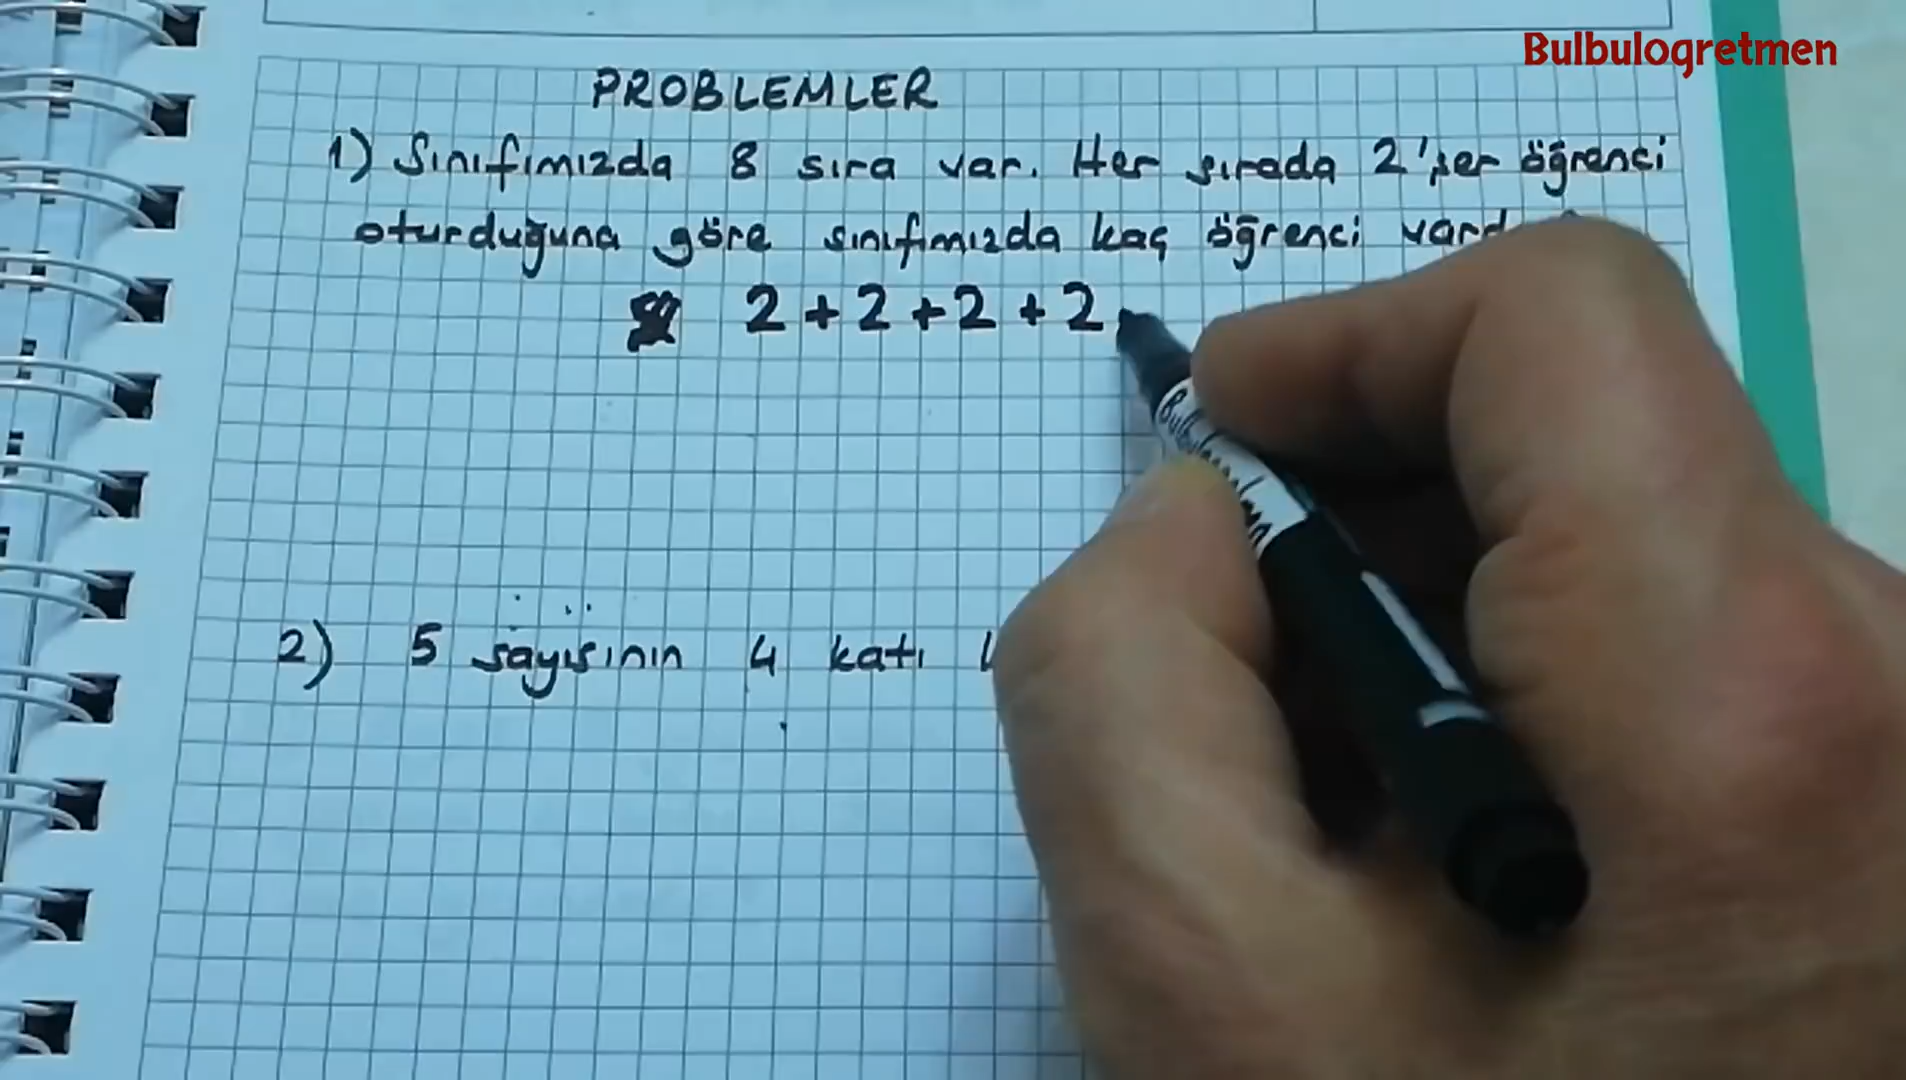 Bulbulogretmen
PROBLEMLER
1) Sınıfımızda 8 sıra var. Her sırada 2'şer öğrenci
oturduğuna göre sınıfımızda kaç öğrenci
2 + 2 + 2 + 2
2) 5 sayısının 4 katı